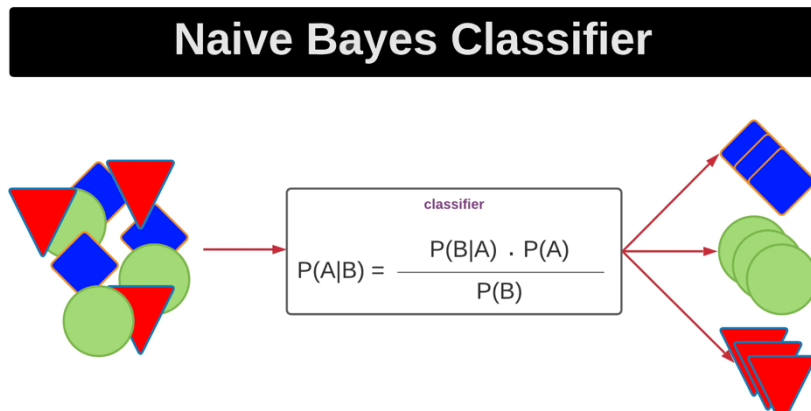 Naive Bayes Classifier
classifier
P(A|B) = P(B|A) . P(A)
P(B)